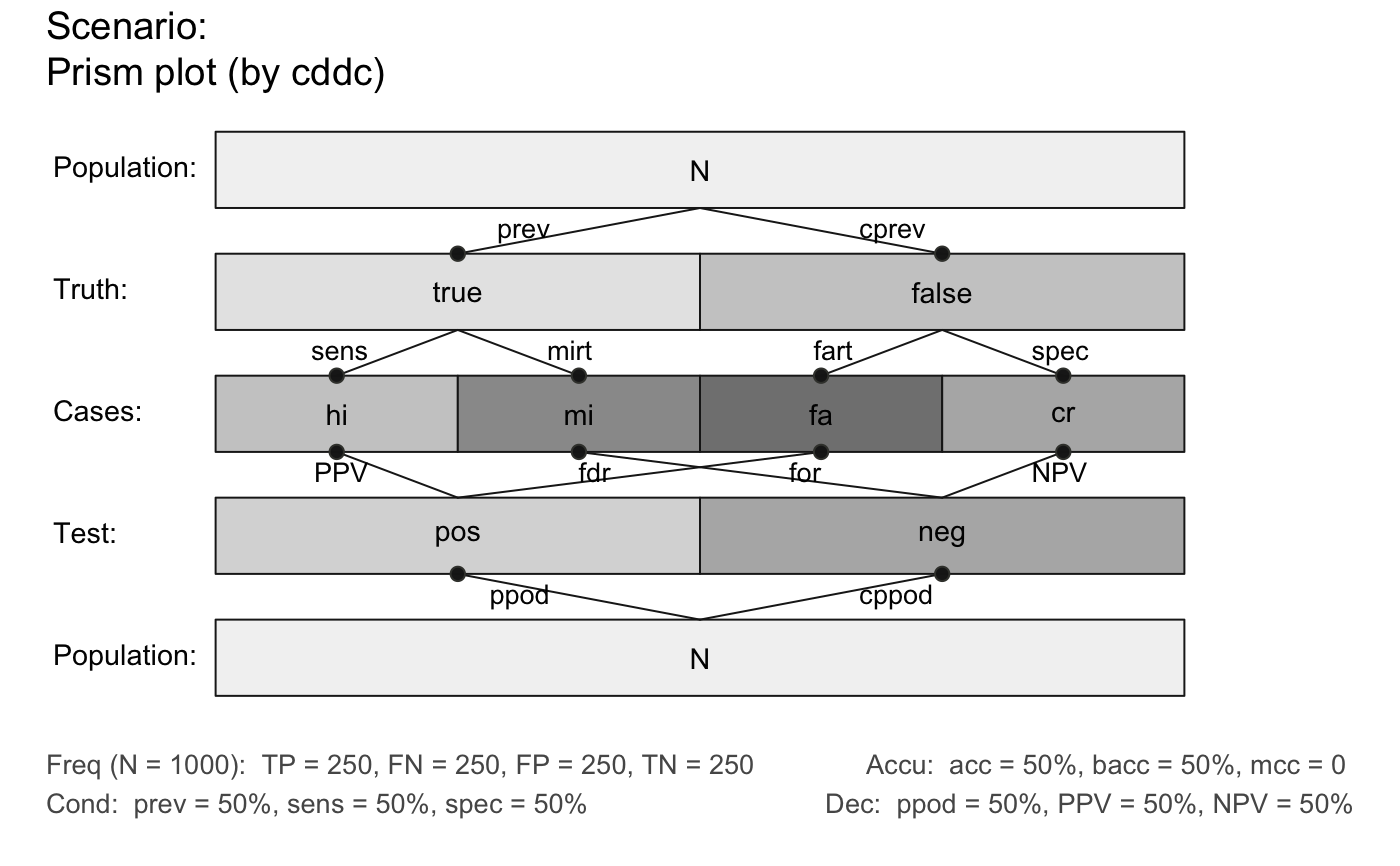 Scenario:
Prism plot (by cddc)
Population:
N
prev
cprev
Truth:
true
false
sens
mirt
fart
spec
Cases:
hi
mi
fa
cr
PPV
fdr
for
NPV
Test:
pos
neg
ppod
cppod
Population:
N
Freq (N = 1000):  TP = 250, FN = 250, FP = 250, TN = 250
Accu:  acc = 50%, bacc = 50%, mcc = 0
Cond:  prev = 50%, sens = 50%, spec = 50%
Dec:  ppod = 50%, PPV = 50%, NPV = 50%